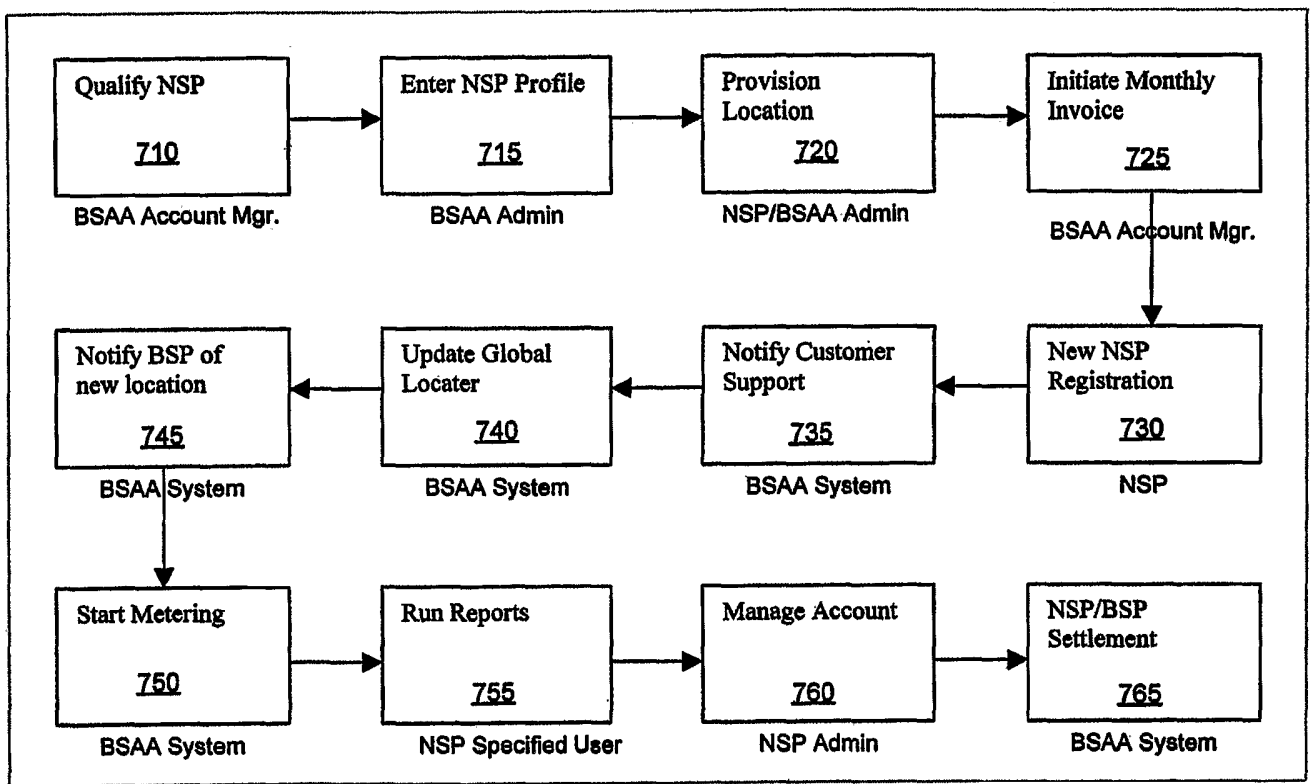 Qualify NSP
710
BSAA Account Mgr.
Enter NSP Profile
715
BSAA Admin
Provision
Location
720
NSP/BSAA Admin
Initiate Monthly
Invoice
725
BSAA Account Mgr.
New NSP
Registration
730
NSP
Notify Customer
Support
735
BSAA System
Update Global
Locater
740
BSAA System
Notify BSP of
new location
745
BSAA System
Start Metering
750
BSAA System
Run Reports
755
NSP Specified User
Manage Account
760
NSP Admin
NSP/BSP
Settlement
765
BSAA System